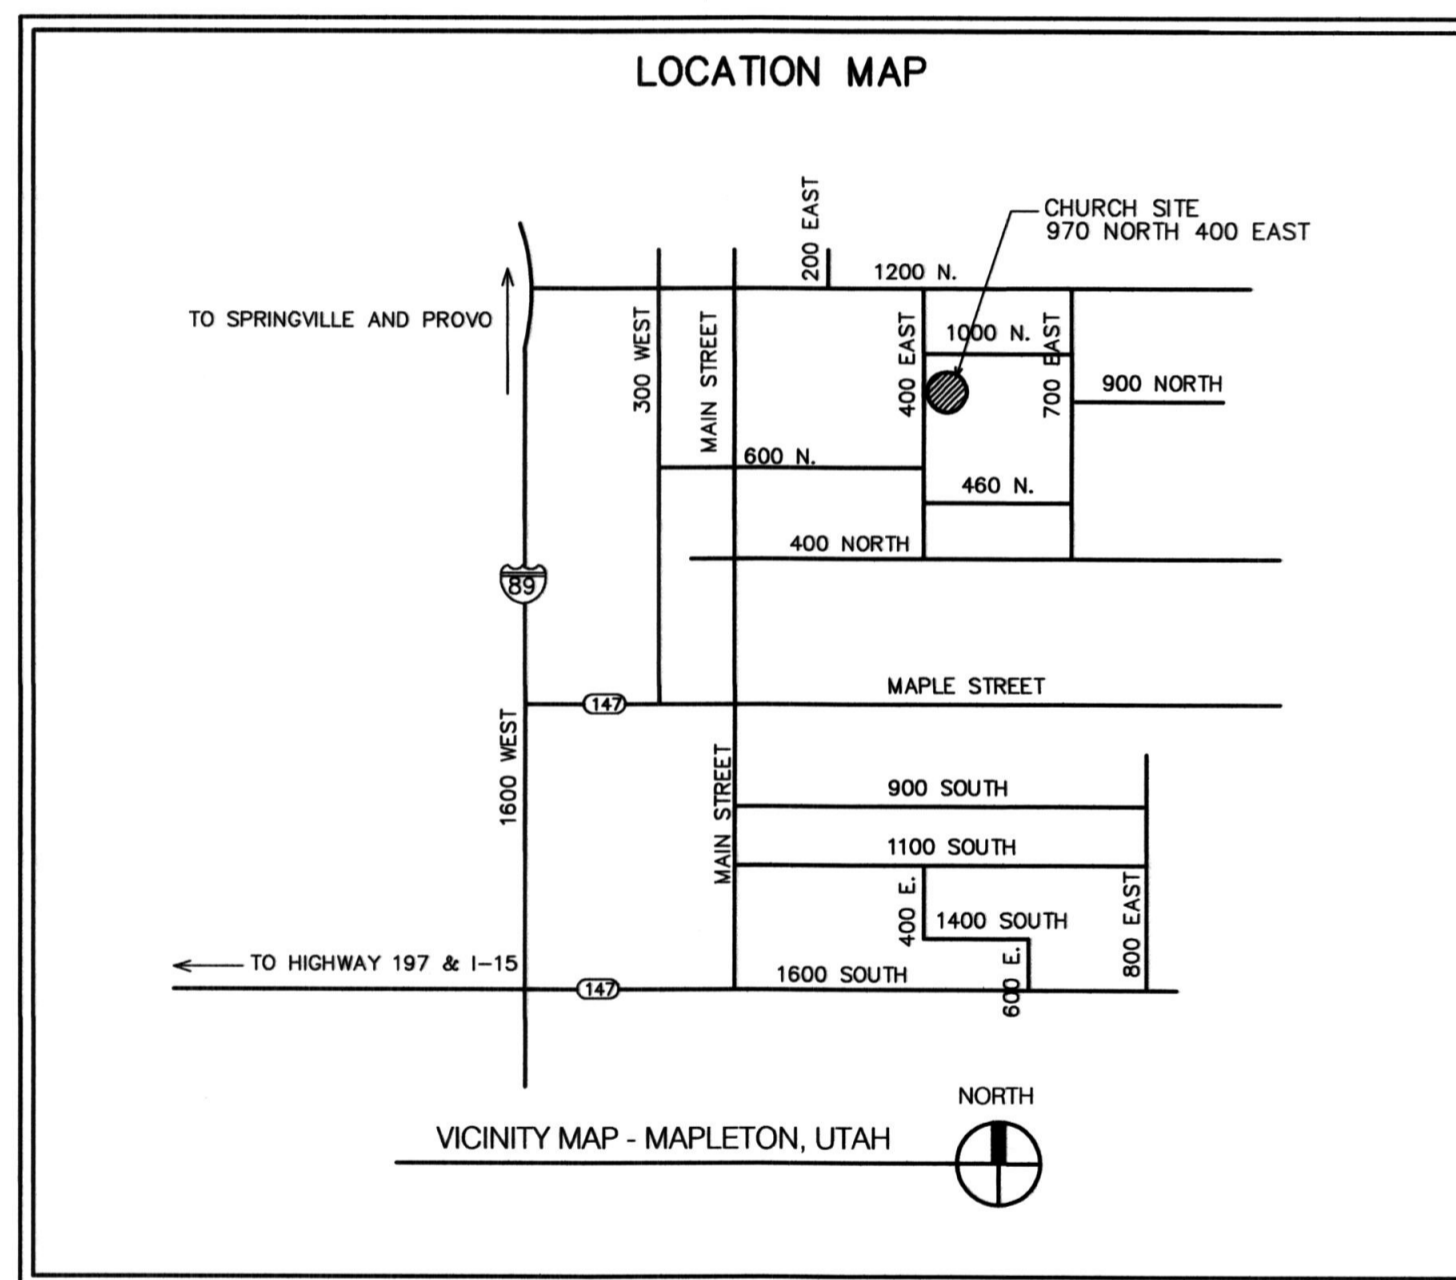 LOCATION MAP
200 EAST
CHURCH SITE
970 NORTH 400 EAST
1200 N.
TO SPRINGVILLE AND PROVO
300 WEST
MAIN STREET
400 EAST
1000 N.
700 EAST
900 NORTH
600 N.
460 N.
400 NORTH
89
147
MAPLE STREET
1600 WEST
MAIN STREET
900 SOUTH
1100 SOUTH
400 E.
1400 SOUTH
800 EAST
600 E.
TO HIGHWAY 197 & I-15
147
1600 SOUTH
NORTH
VICINITY MAP - MAPLETON, UTAH